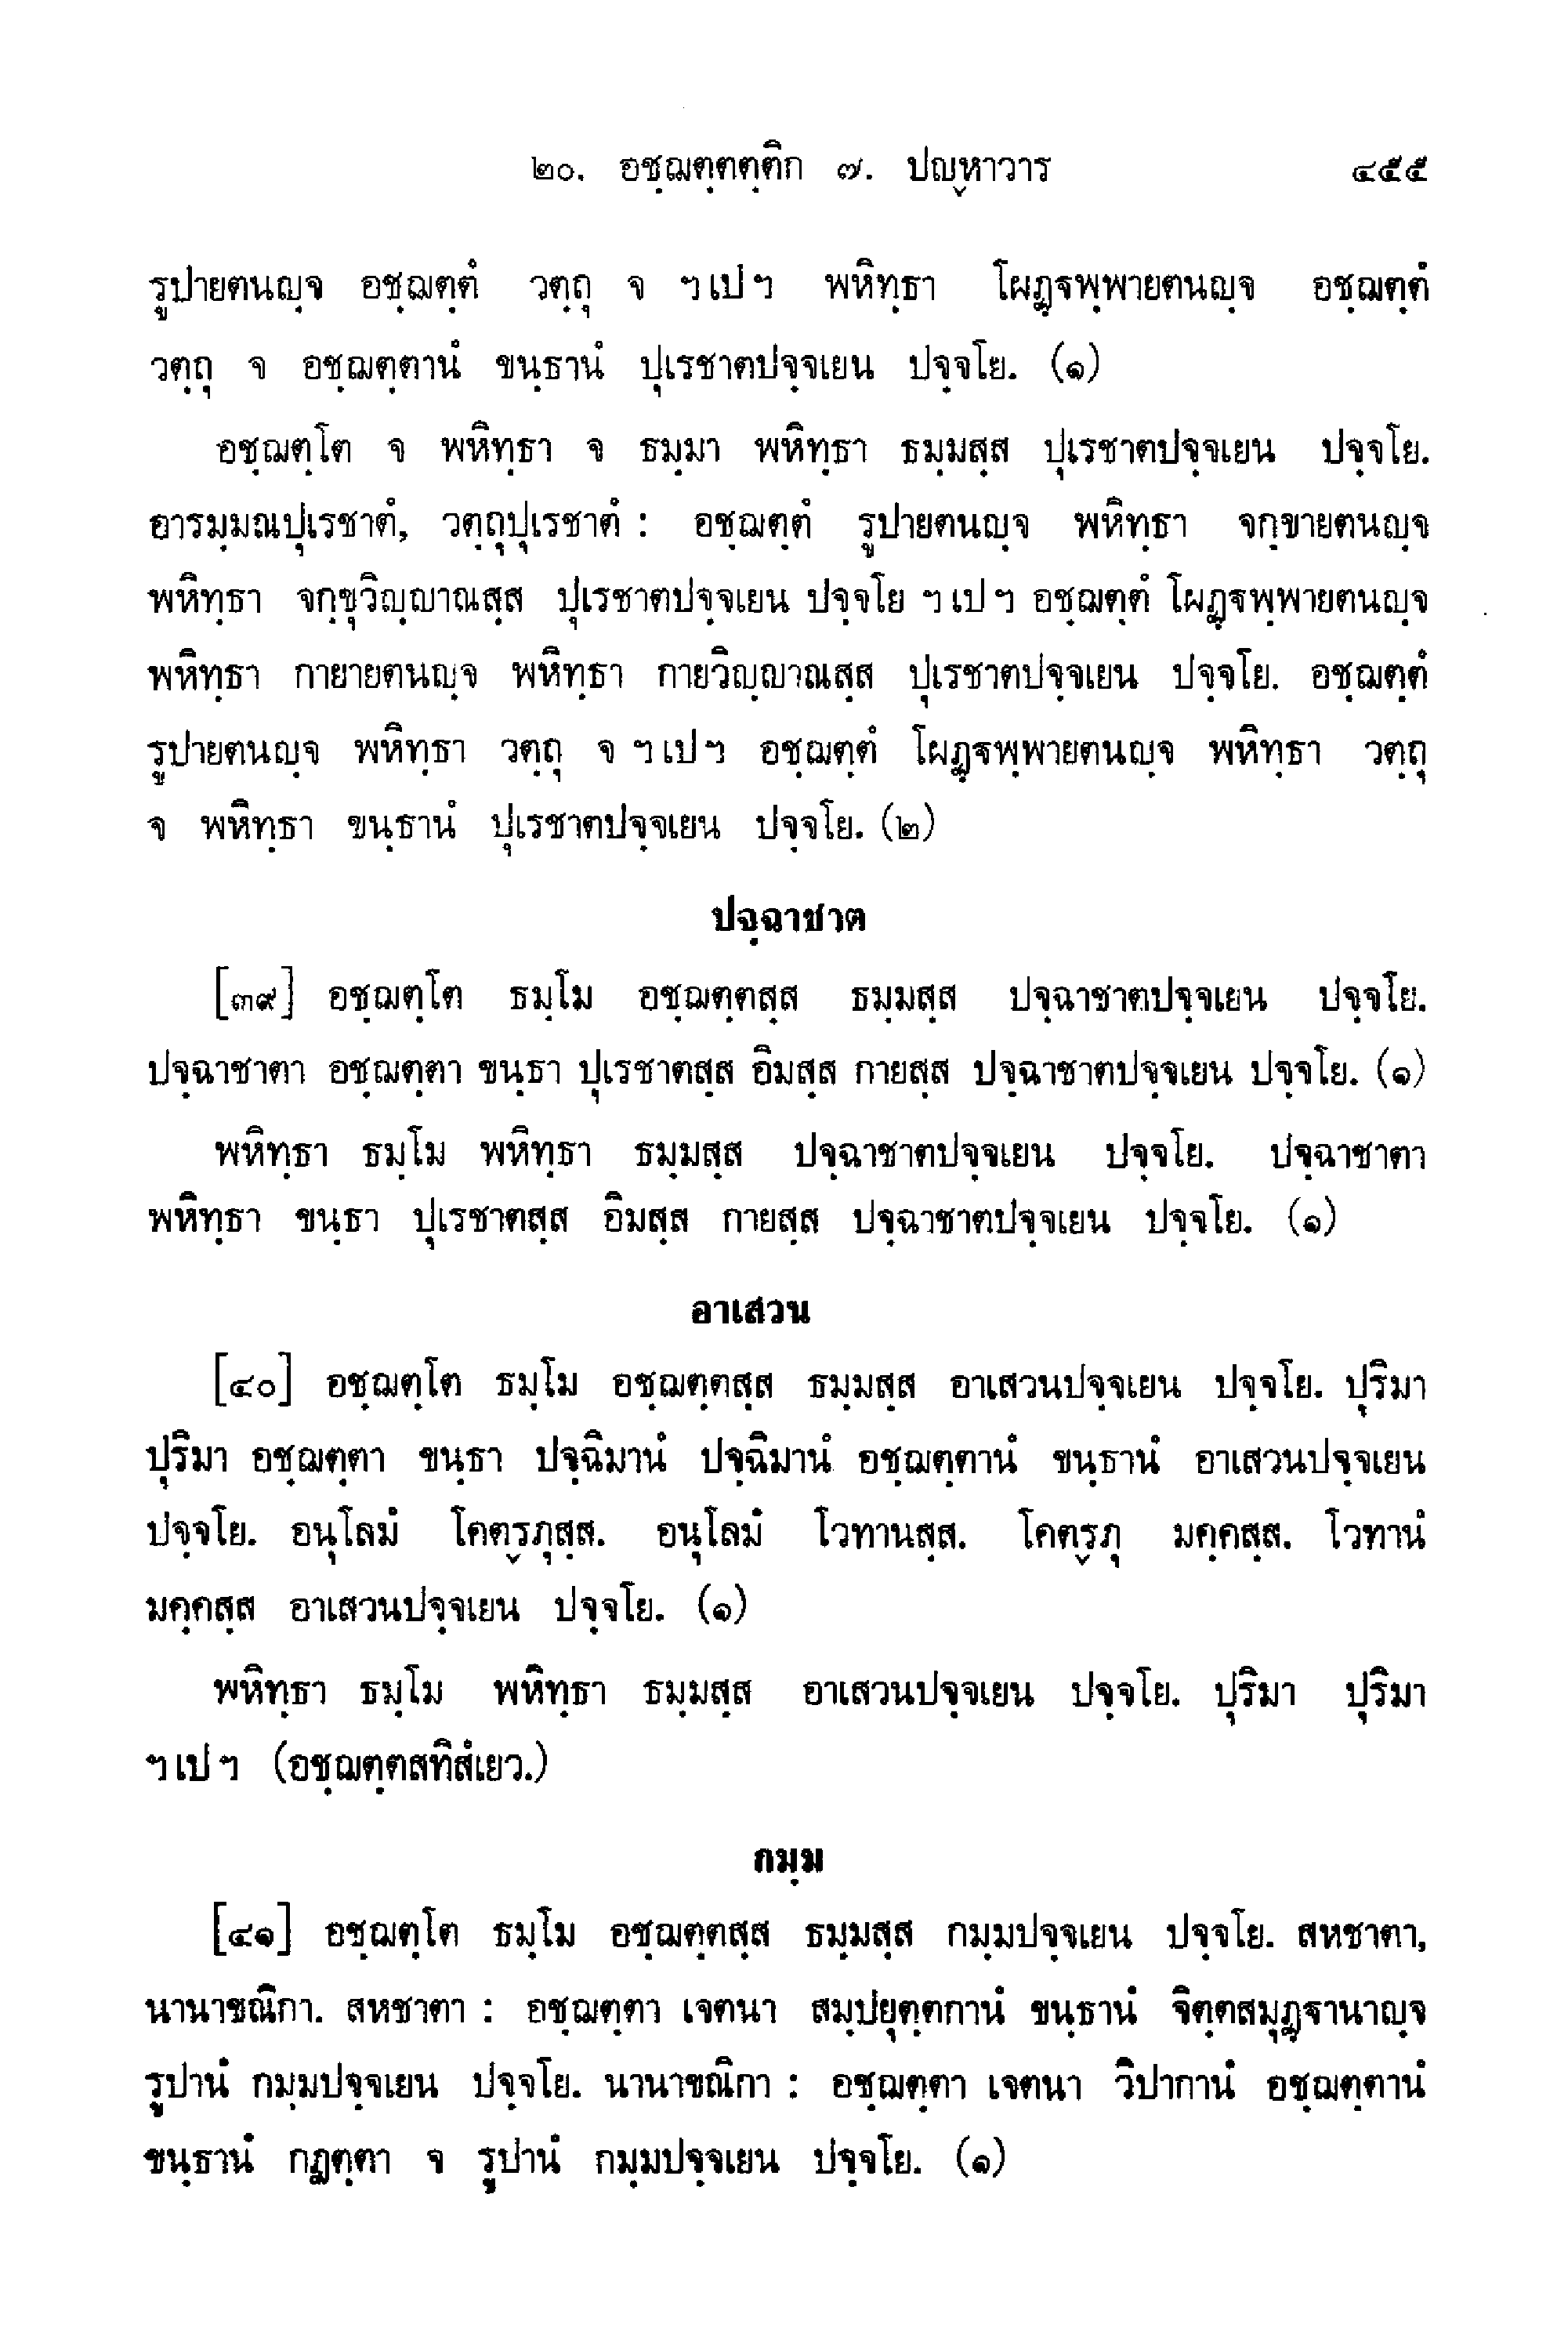 ๒๐. อชฺฌตฺตตฺติก ๗. ปญฺหาวาร ๔๕๕
รูปายตนญฺจ อชฺฌตฺตํ วตฺถุ จ ฯ เป ฯ พหิทฺธา โผฏฺฐพฺพายตนญฺจ อชฺฌตฺตํ
วตฺถุ จ อชฺฌตฺตานํ ขนฺธานํ ปุเรชาตปจฺจเยน ปจฺจโย. (๑)
อชฺฌตฺโต จ พหิทฺธา จ ธมฺมา พหิทฺธา ธมฺมสฺส ปุเรชาตปจฺจเยน ปจฺจโย.
อารมฺมณปุเรชาตํ, วตฺถุปุเรชาตํ : อชฺฌตฺตํ รูปายตนญฺจ พหิทฺธา จกฺขายตนญฺจ
พหิทฺธา จกฺขุวิญฺญาณสฺส ปุเรชาตปจฺจเยน ปจฺจโย ฯ เป ฯ อชฺฌตฺตํ โผฏฺฐพฺพายตนญฺจ
พหิทฺธา กายายตนญฺจ พหิทฺธา กายวิญฺญาณสฺส ปุเรชาตปจฺจเยน ปจฺจโย. อชฺฌตฺตํ
รูปายตนญฺจ พหิทฺธา วตฺถุ จ ฯ เป ฯ อชฺฌตฺตํ โผฏฺฐพฺพายตนญฺจ พหิทฺธา วตฺถุ
จ พหิทฺธา ขนฺธานํ ปุเรชาตปจฺจเยน ปจฺจโย. (๒)
ปจฺฉาชาต
[๓๙] อชฺฌตฺโต ธมฺโม อชฺฌตฺตสฺส ธมฺมสฺส ปจฺฉาชาตปจฺจเยน ปจฺจโย.
ปจฺฉาชาตา อชฺฌตฺตา ขนฺธา ปุเรชาตสฺส อิมสฺส กายสฺส ปจฺฉาชาตปจฺจเยน ปจฺจโย. (๑)
พหิทฺธา ธมฺโม พหิทฺธา ธมฺมสฺส ปจฺฉาชาตปจฺจเยน ปจฺจโย. ปจฺฉาชาตา
พหิทฺธา ขนฺธา ปุเรชาตสฺส อิมสฺส กายสฺส ปจฺฉาชาตปจฺจเยน ปจฺจโย. (๑)
อาเสวน
[๔๐] อชฺฌตฺโต ธมฺโม อชฺฌตฺตสฺส ธมฺมสฺส อาเสวนปจฺจเยน ปจฺจโย. ปุริมา
ปุริมา อชฺฌตฺตา ขนฺธา ปจฺฉิมานํ ปจฺฉิมานํ อชฺฌตฺตานํ ขนฺธานํ อาเสวนปจฺจเยน
ปจฺจโย. อนุโลมํ โคตฺรภุสฺส. อนุโลมํ โวทานสฺส. โคตฺรภุ มคฺคสฺส. โวทานํ
มคฺคสฺส อาเสวนปจฺจเยน ปจฺจโย. (๑)
พหิทฺธา ธมฺโม พหิทฺธา ธมฺมสฺส อาเสวนปจฺจเยน ปจฺจโย. ปุริมา ปุริมา
ฯ เป ฯ (อชฺฌตฺตสทิสํเยว.)
กมฺม
[๔๑] อชฺฌตฺโต ธมฺโม อชฺฌตฺตสฺส ธมฺมสฺส กมฺมปจฺจเยน ปจฺจโย. สหชาตา,
นานาขณิกา. สหชาตา : อชฺฌตฺตา เจตนา สมฺปยุตฺตกานํ ขนฺธานํ จิตฺตสมุฏฺฐานาญฺจ
รูปานํ กมฺมปจฺจเยน ปจฺจโย. นานาขณิกา : อชฺฌตฺตา เจตนา วิปากานํ อชฺฌตฺตานํ
ขนฺธานํ กฏตฺตา จ รูปานํ กมฺมปจฺจเยน ปจฺจโย. (๑)